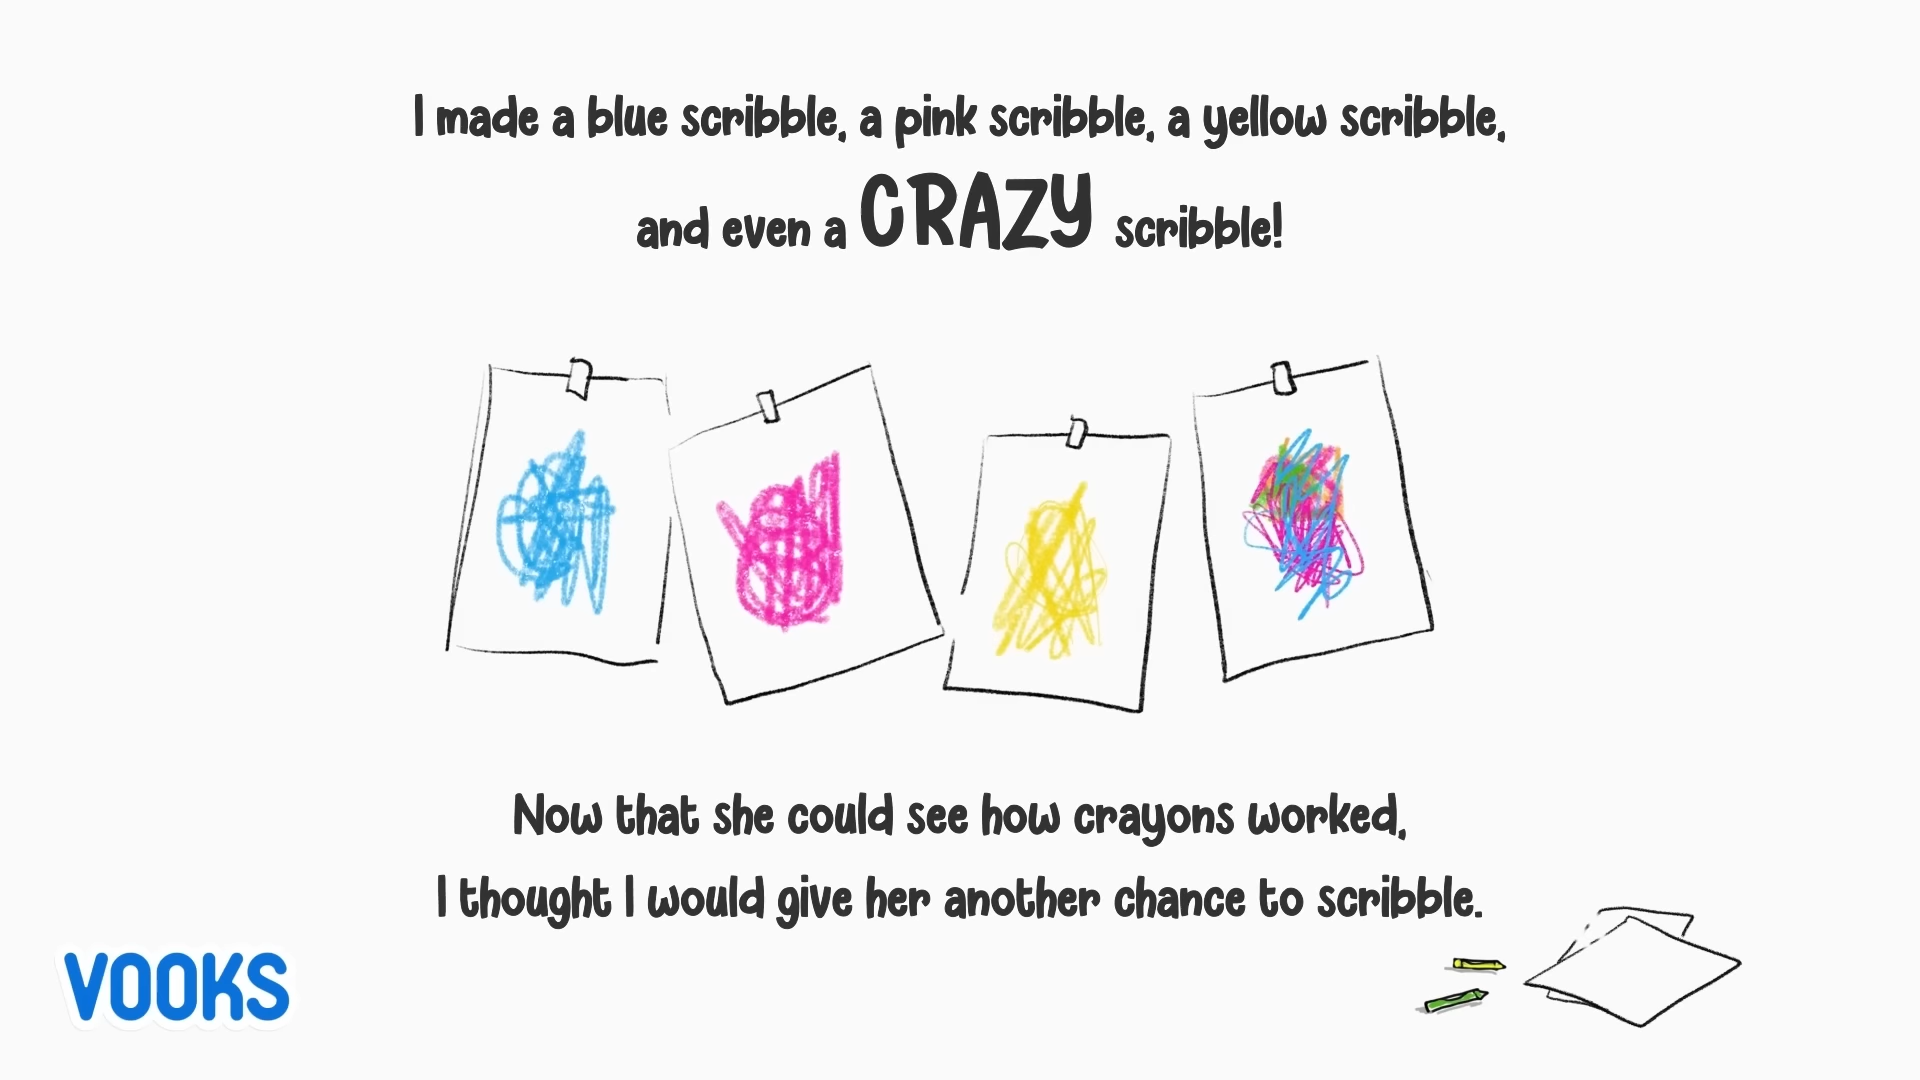 I made a blue scribble, a pink scribble, a yellow scribble,
and even a CRAZY scribble!
Now that she could see how crayons worked,
I thought I would give her another chance to scribble.
VOOKS